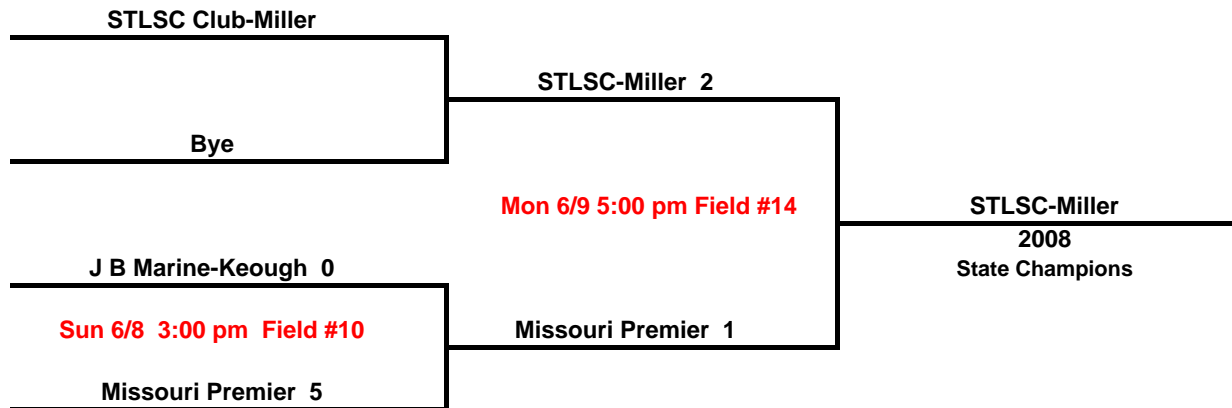 STLSC Club-Miller
STLSC-Miller 2
Bye
Mon 6/9 5:00 pm Field #14
STLSC-Miller
2008
State Champions
J B Marine-Keough 0
Sun 6/8 3:00 pm Field #10
Missouri Premier 1
Missouri Premier 5